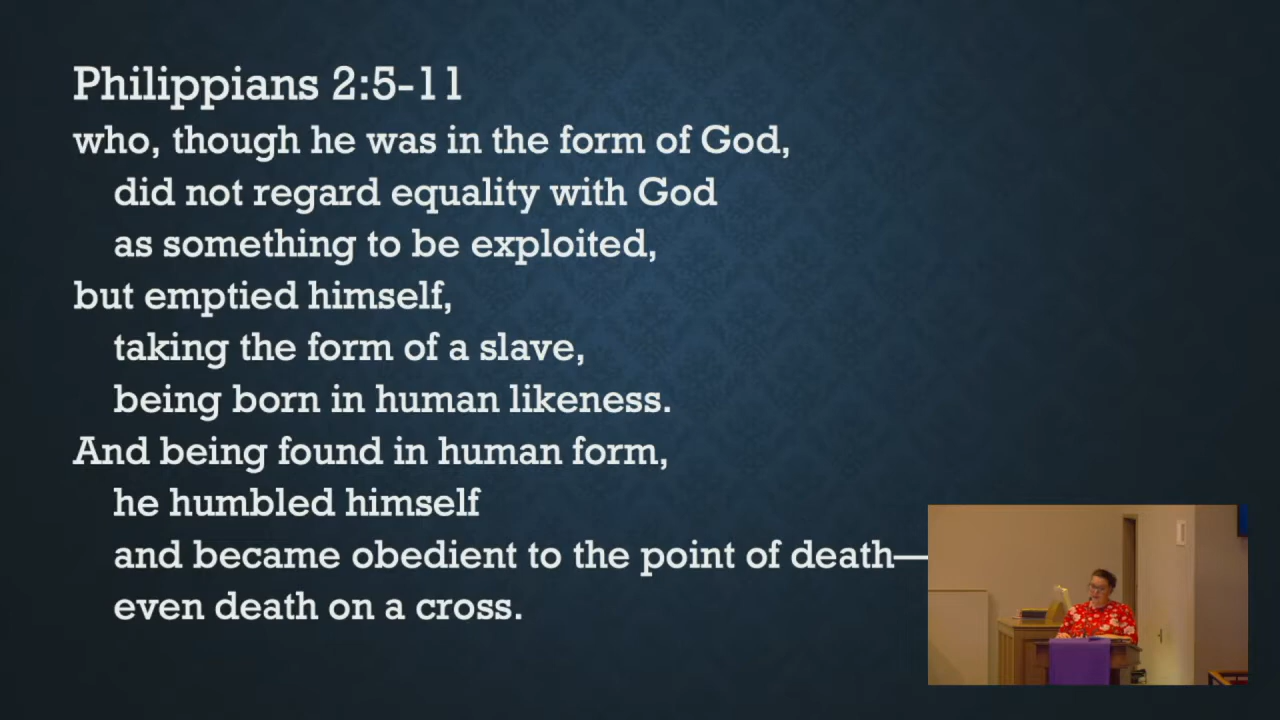 Philippians 2:5-11
who, though he was in the form of God,
did not regard equality with God
as something to be exploited,
but emptied himself,
taking the form of a slave,
being born in human likeness.
And being found in human form,
he humbled himself
and became obedient to the point of death—
even death on a cross.